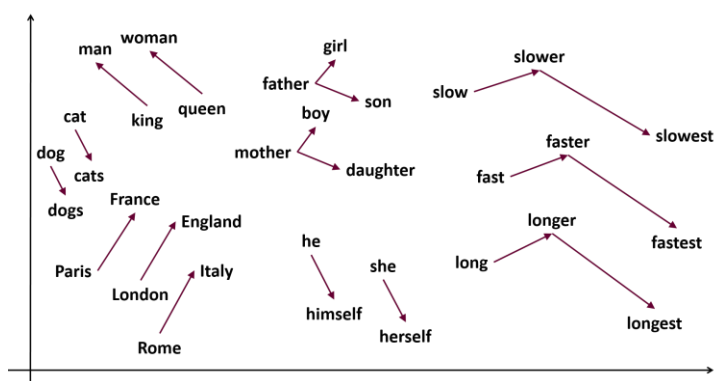 man
woman
king
queen
cat
cats
dog
dogs
France
England
Italy
Paris
London
Rome
girl
father
son
boy
mother
daughter
he
himself
she
herself
slower
slow
slowest
faster
fast
fastest
longer
long
longest